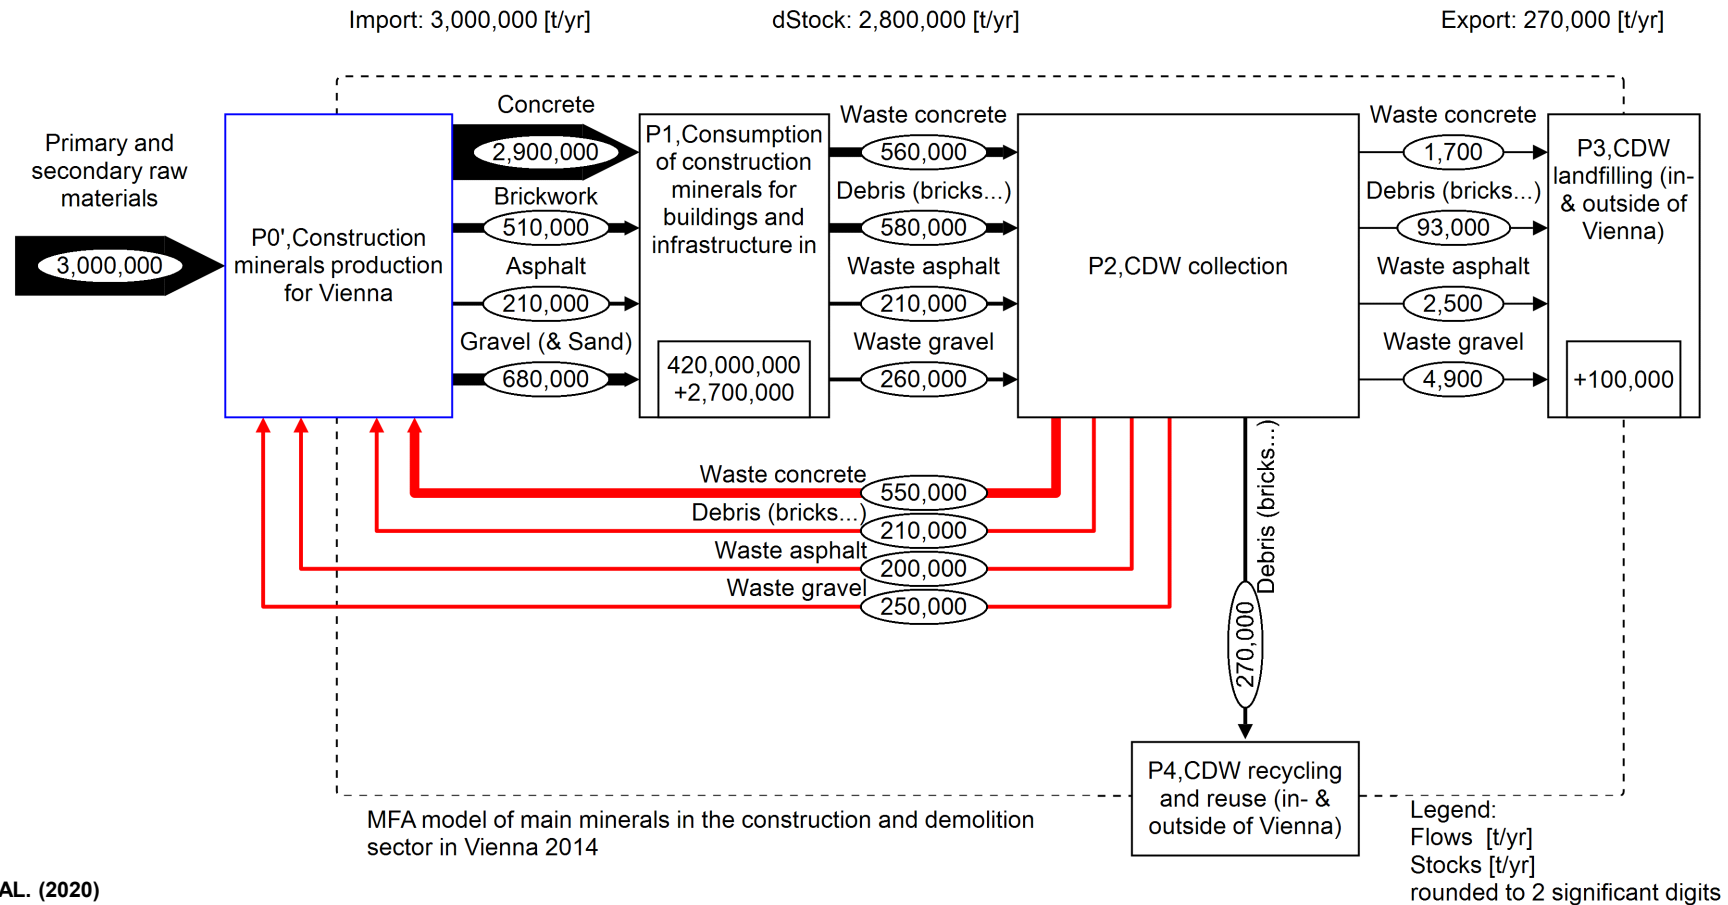 Import: 3,000,000 [t/yr]
dStock: 2,800,000 [t/yr]
Export: 270,000 [t/yr]
Primary and
secondary raw
materials
3,000,000
P0',Construction
minerals production
for Vienna
Concrete
2,900,000
Brickwork
510,000
Asphalt
210,000
Gravel (& Sand)
680,000
P1,Consumption
of construction
minerals for
buildings and
infrastructure in
420,000,000
+2,700,000
Waste concrete
560,000
Debris (bricks...)
580,000
Waste asphalt
210,000
Waste gravel
260,000
P2,CDW collection
Waste concrete
1,700
Debris (bricks...)
93,000
Waste asphalt
2,500
Waste gravel
4,900
P3,CDW
landfilling (in-
& outside of
Vienna)
+100,000
Waste concrete
550,000
Debris (bricks...)
210,000
Waste asphalt
200,000
Waste gravel
250,000
Debris (bricks...)
270,000
P4,CDW recycling
and reuse (in- &
outside of Vienna)
MFA model of main minerals in the construction and demolition
sector in Vienna 2014
Legend:
Flows [t/yr]
Stocks [t/yr]
rounded to 2 significant digits
AL. (2020)